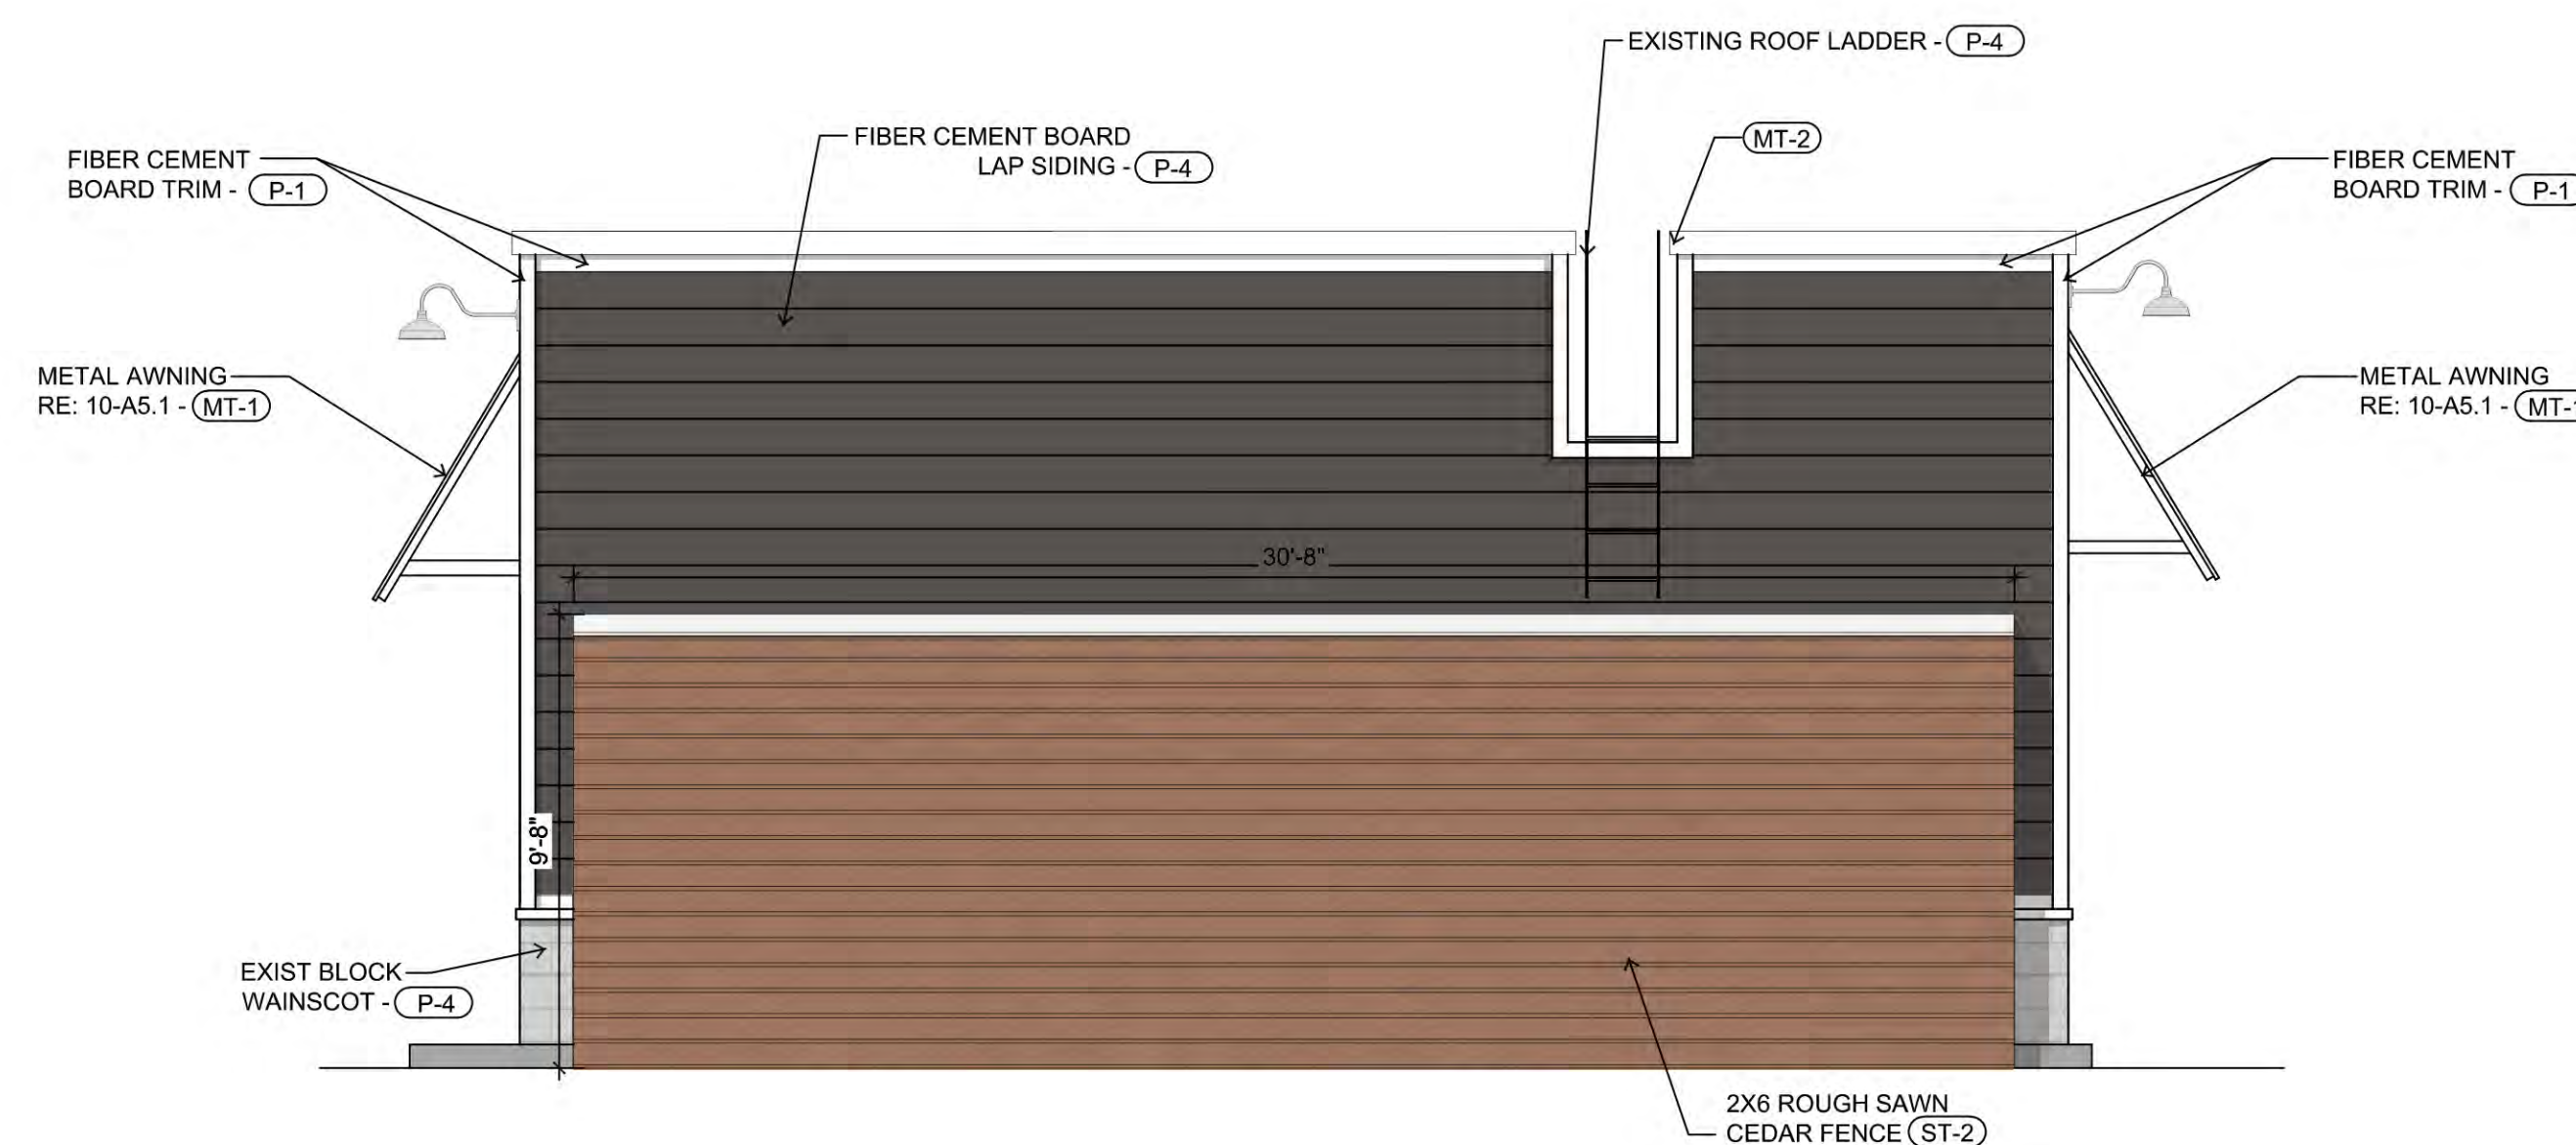 EXISTING ROOF LADDER - P-4
FIBER CEMENT BOARD
LAP SIDING - P-4
MT-2
FIBER CEMENT
BOARD TRIM - P-1
FIBER CEMENT
BOARD TRIM - P-1
METAL AWNING
RE: 10-A5.1 - MT-1
METAL AWNING
RE: 10-A5.1 - MT-
30'-8"
9'-8"
EXIST BLOCK
WAINSCOT - P-4
2X6 ROUGH SAWN
CEDAR FENCE ST-2